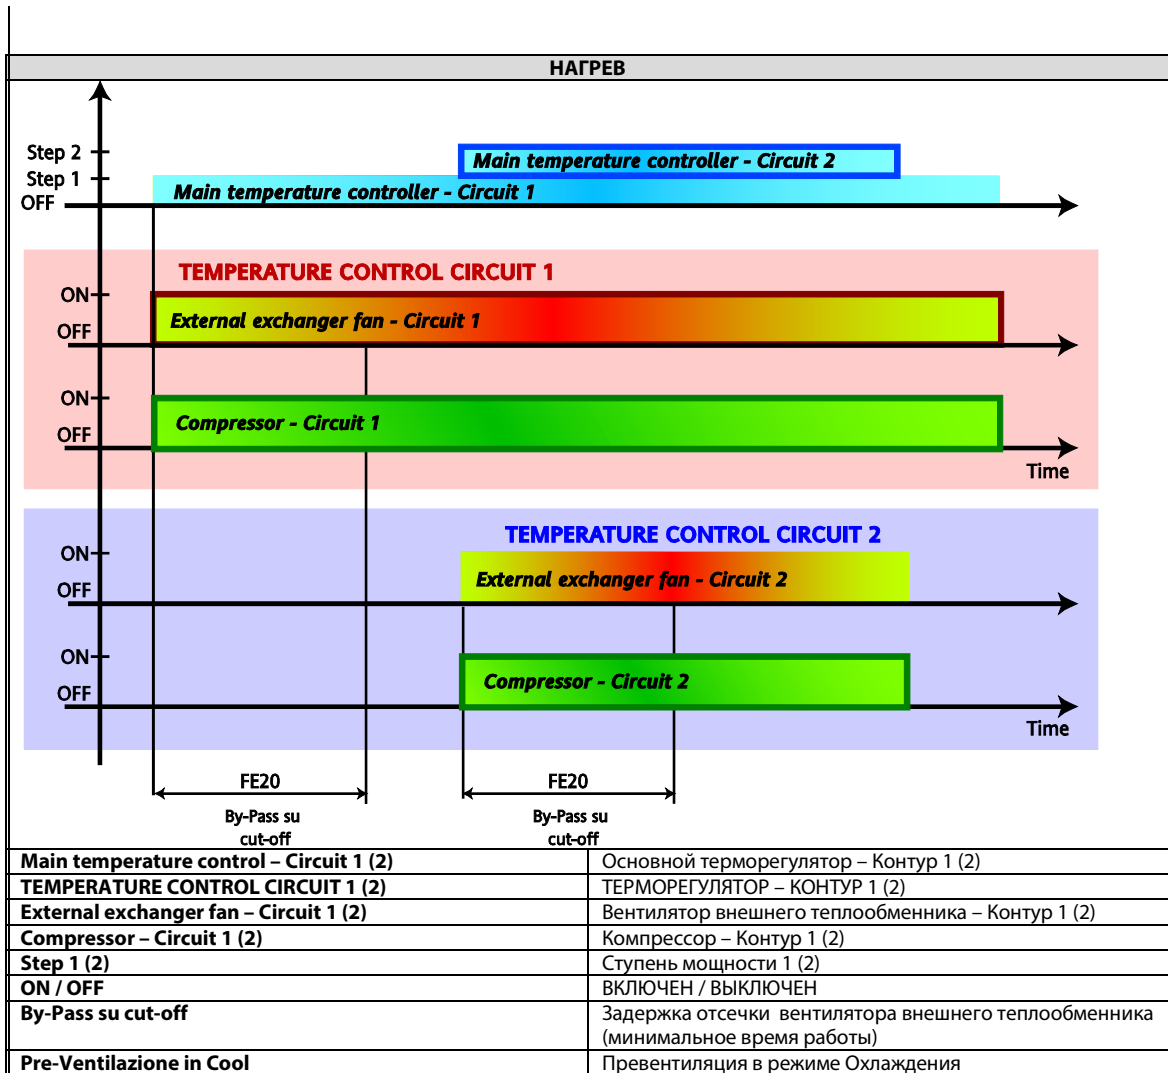 НАГРЕВ
Step 2
Main temperature controller - Circuit 2
Step 1
Main temperature controller - Circuit 1
OFF
TEMPERATURE CONTROL CIRCUIT 1
ON
External exchanger fan - Circuit 1
OFF
ON
Compressor - Circuit 1
OFF
Time
TEMPERATURE CONTROL CIRCUIT 2
ON
External exchanger fan - Circuit 2
OFF
ON
Compressor - Circuit 2
OFF
Time
FE20
FE20
By-Pass su
cut-off
By-Pass su
cut-off
Main temperature control – Circuit 1 (2)
Основной терморегулятор – Контур 1 (2)
TEMPERATURE CONTROL CIRCUIT 1 (2)
ТЕРМОРЕГУЛЯТОР – КОНТУР 1 (2)
External exchanger fan – Circuit 1 (2)
Вентилятор внешнего теплообменника – Контур 1 (2)
Compressor – Circuit 1 (2)
Компрессор – Контур 1 (2)
Step 1 (2)
Ступень мощности 1 (2)
ON / OFF
ВКЛЮЧЕН / ВЫКЛЮЧЕН
By-Pass su cut-off
Задержка отсечки вентилятора внешнего теплообменника
(минимальное время работы)
Pre-Ventilazione in Cool
Превентиляция в режиме Охлаждения